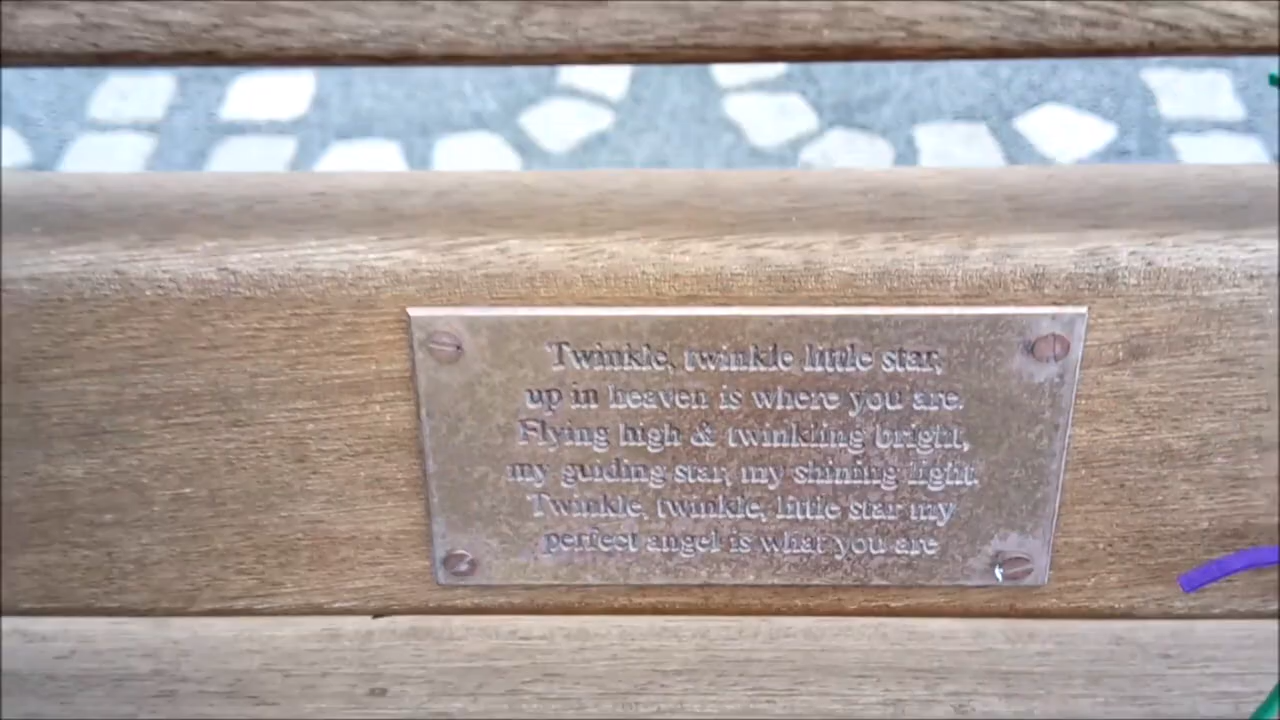 Twinkle, twinkle little star,
up in heaven is where you are.
Flying high & twinkling bright,
my guiding star, my shining light.
Twinkle, twinkle, little star my
perfect angel is what you are